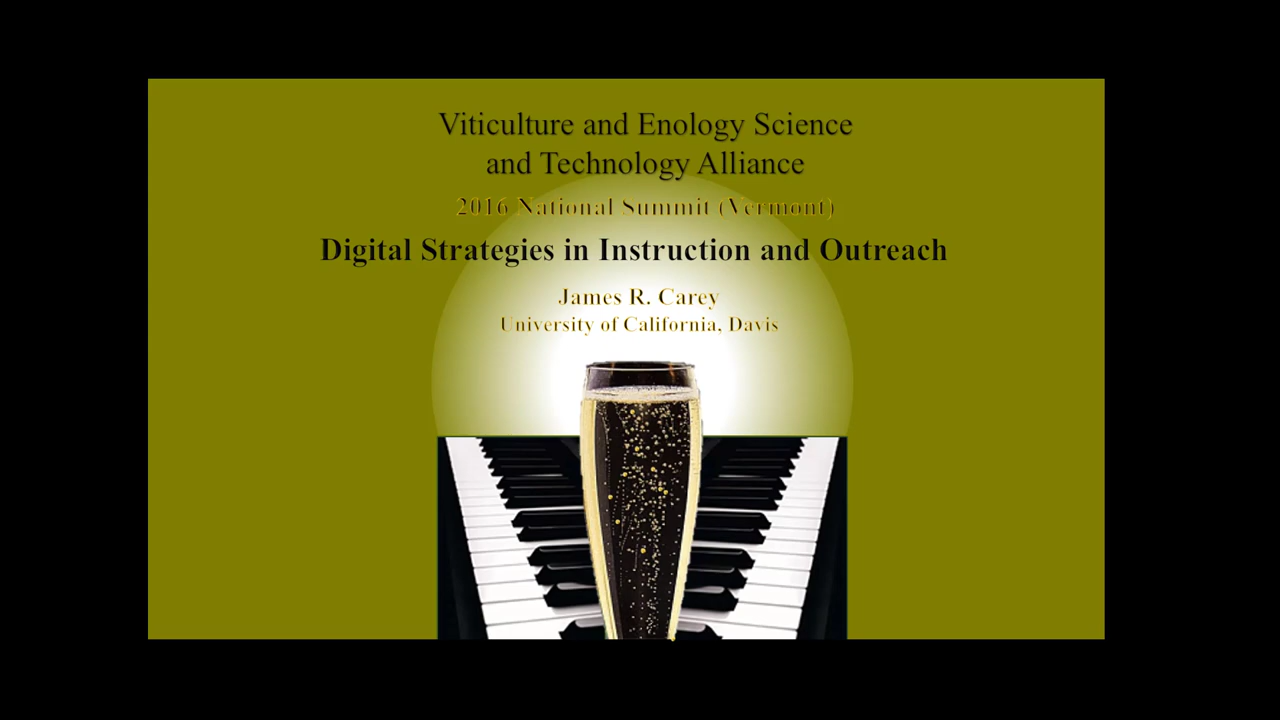 Viticulture and Enology Science
and Technology Alliance
2016 National Summit (Vermont)
Digital Strategies in Instruction and Outreach
James R. Carey
University of California, Davis